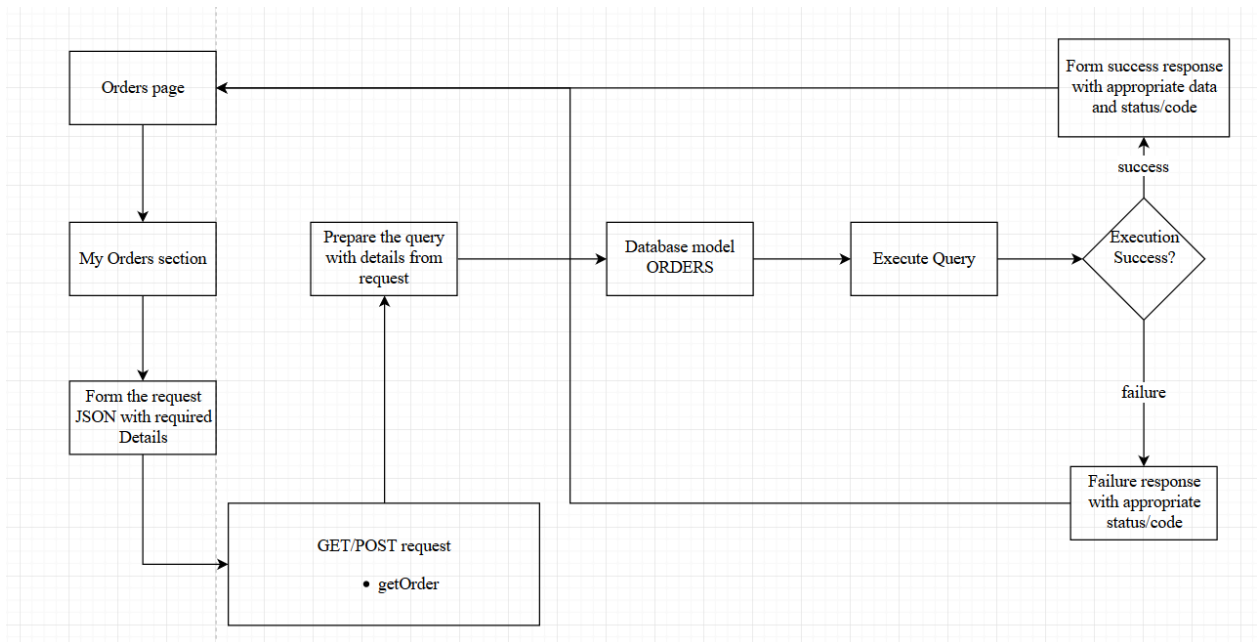 Orders page
My Orders section
Form the request
JSON with required
Details
GET/POST request
• getOrder
Prepare the query
with details from
request
Database model
ORDERS
Execute Query
Execution
Success?
success
Form success response
with appropriate data
and status/code
failure
Failure response
with appropriate
status/code